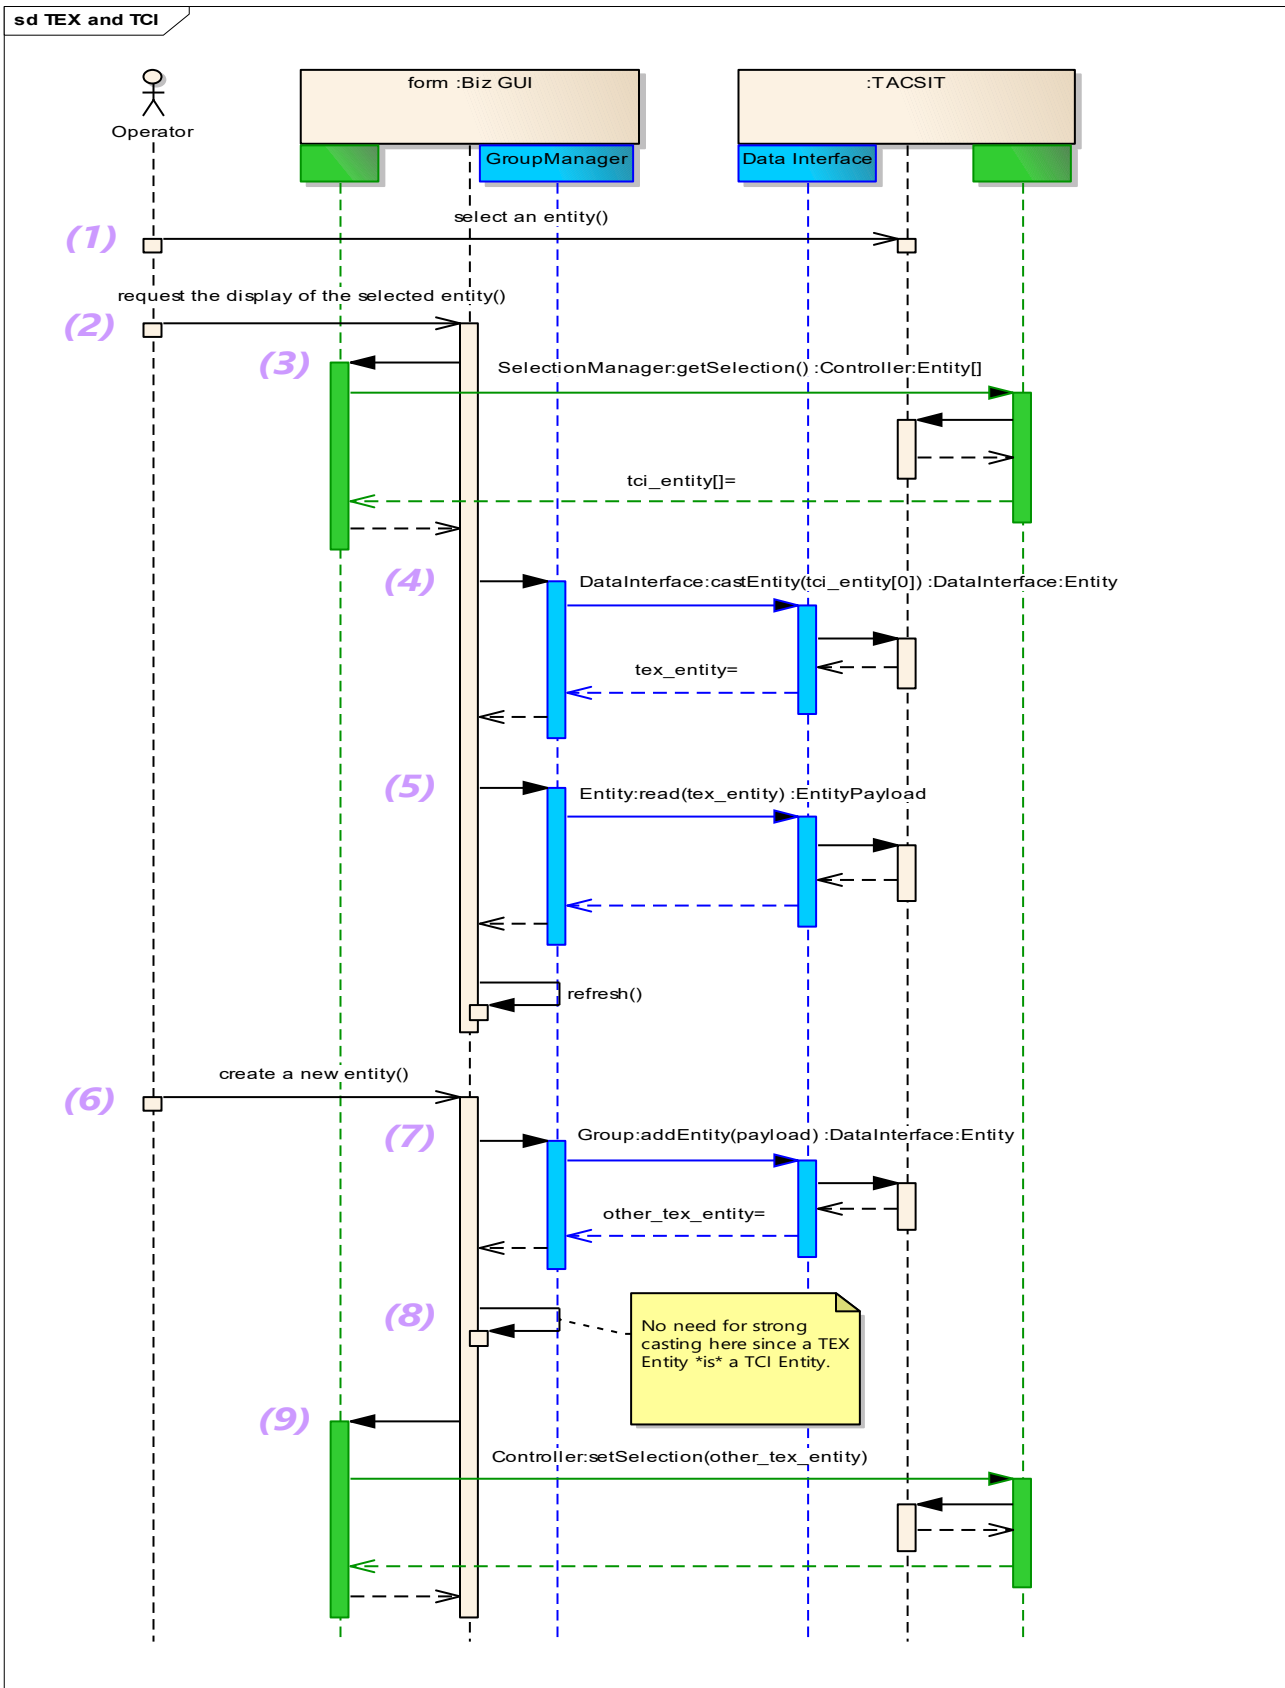 sd TEX and TCI
form :Biz GUI
:TACSIT
Operator
GroupManager
Data Interface
select an entity()
(1)
request the display of the selected entity()
(2)
(3)
SelectionManager:getSelection() :Controller:Entity[]
tci_entity[]=
(4)
DataInterface:castEntity(tci_entity[0]) :DataInterface:Entity
tex_entity=
(5)
Entity:read(tex_entity) :EntityPayload
refresh()
create a new entity()
(6)
(7)
Group:addEntity(payload) :DataInterface:Entity
other_tex_entity=
(8)
No need for strong
casting here since a TEX
Entity *is* a TCI Entity.
(9)
Controller:setSelection(other_tex_entity)